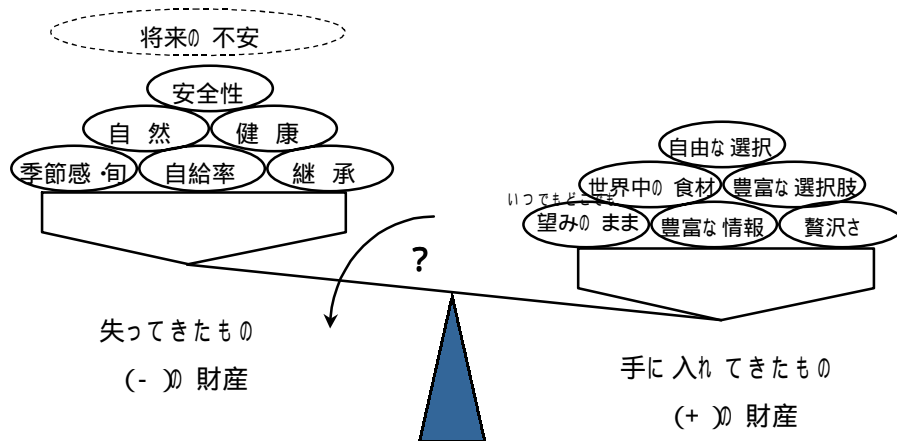 将来の不安
安全性
自然 健康
季節感・旬 自給率 継承
自由な選択
世界中の食材 豊富な選択肢
いつでもどこでも
望みのまま 豊富な情報 贅沢さ
?
失ってきたもの
(-)の財産
手に入れてきたもの
(+)の財産